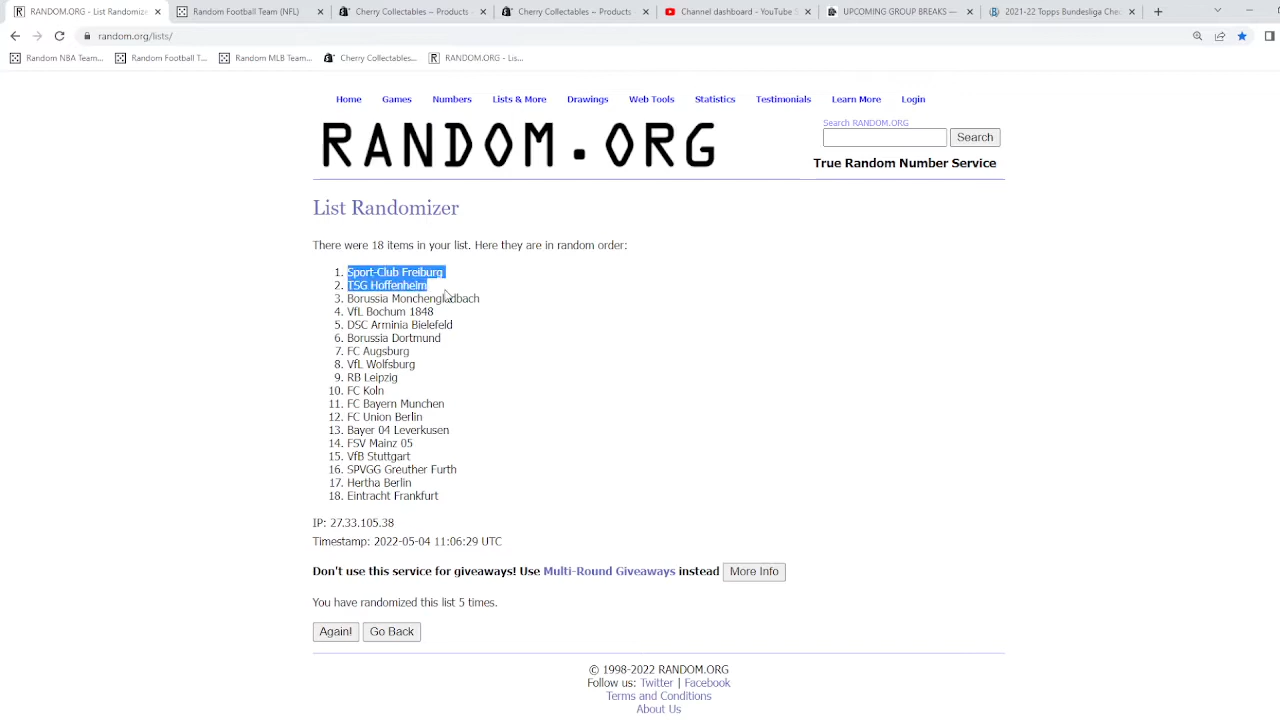 RANDOM.ORG - List Randomize
Random Football Team (NFL)
Cherry Collectables – Products
Cherry Collectables – Products
Channel dashboard - YouTube
UPCOMING GROUP BREAKS —
2021-22 Topps Bundesliga Che
random.org/lists/
Random NBA Team...
Random Football T...
Random MLB Team...
Cherry Collectables...
RANDOM.ORG - Lis...
Home Games Numbers Lists & More Drawings Web Tools Statistics Testimonials Learn More Login
RANDOM.ORG
Search RANDOM.ORG
Search
True Random Number Service
List Randomizer
There were 18 items in your list. Here they are in random order:
1. Sport-Club Freiburg
2. TSG Hoffenheim
3. Borussia Monchengladbach
4. VfL Bochum 1848
5. DSC Arminia Bielefeld
6. Borussia Dortmund
7. FC Augsburg
8. VfL Wolfsburg
9. RB Leipzig
10. FC Koln
11. FC Bayern Munchen
12. FC Union Berlin
13. Bayer 04 Leverkusen
14. FSV Mainz 05
15. VfB Stuttgart
16. SPVGG Greuther Furth
17. Hertha Berlin
18. Eintracht Frankfurt
IP: 27.33.105.38
Timestamp: 2022-05-04 11:06:29 UTC
Don't use this service for giveaways! Use Multi-Round Giveaways instead More Info
You have randomized this list 5 times.
Again! Go Back
© 1998-2022 RANDOM.ORG
Follow us: Twitter | Facebook
Terms and Conditions
About Us